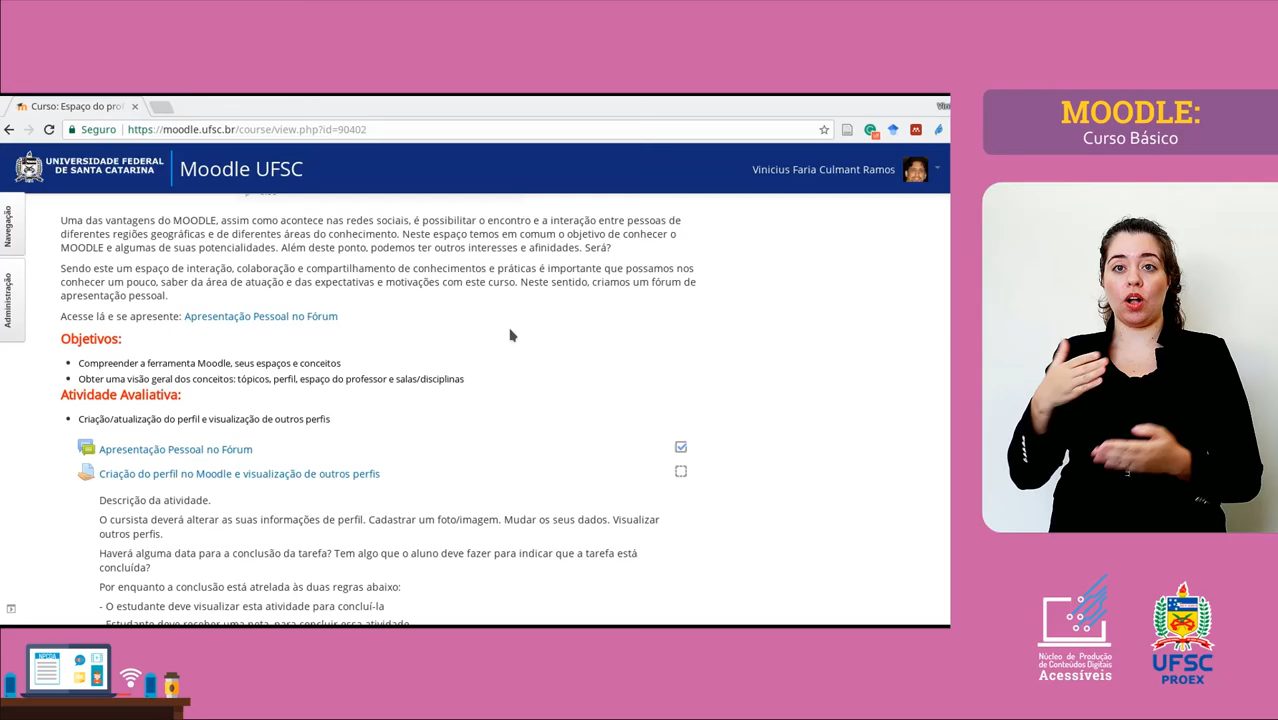 Curso: Espaço do pro
Seguro https://moodle.ufsc.br/course/view.php?id=90402
UNIVERSIDADE FEDERAL
DE SANTA CATARINA
Moodle UFSC
Vinicius Faria Culmant Ramos
Navegação
Administração
Uma das vantagens do MOODLE, assim como acontece nas redes sociais, é possibilitar o encontro e a interação entre pessoas de
diferentes regiões geográficas e de diferentes áreas do conhecimento. Neste espaço temos em comum o objetivo de conhecer o
MOODLE e algumas de suas potencialidades. Além deste ponto, podemos ter outros interesses e afinidades. Será?
Sendo este um espaço de interação, colaboração e compartilhamento de conhecimentos e práticas é importante que possamos nos
conhecer um pouco, saber da área de atuação e das expectativas e motivações com este curso. Neste sentido, criamos um fórum de
apresentação pessoal.
Acesse lá e se apresente: Apresentação Pessoal no Fórum
Objetivos:
Compreender a ferramenta Moodle, seus espaços e conceitos
Obter uma visão geral dos conceitos: tópicos, perfil, espaço do professor e salas/disciplinas
Atividade Avaliativa:
Criação/atualização do perfil e visualização de outros perfis
Apresentação Pessoal no Fórum
Criação do perfil no Moodle e visualização de outros perfis
Descrição da atividade.
O cursista deverá alterar as suas informações de perfil. Cadastrar um foto/imagem. Mudar os seus dados. Visualizar
outros perfis.
Haverá alguma data para a conclusão da tarefa? Tem algo que o aluno deve fazer para indicar que a tarefa está
concluída?
Por enquanto a conclusão está atrelada às duas regras abaixo:
- O estudante deve visualizar esta atividade para concluí-la
- Estudante deve receber uma nota para concluir essa atividade
MOODLE:
Curso Básico
Núcleo de Produção
de Conteúdos Digitais
Acessíveis
UFSC
PROEX